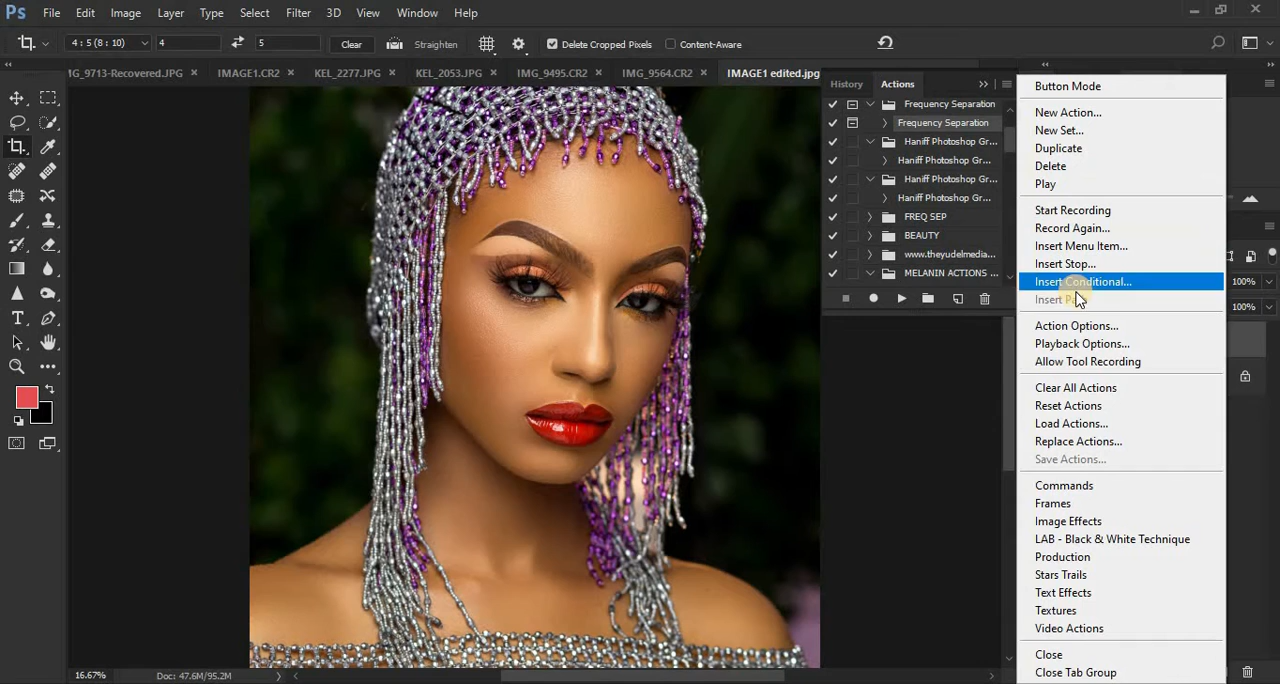 Ps File Edit Image Layer Type Select Filter 3D View Window Help
4 : 5 (8 : 10) 4 5 Clear Straighten Delete Cropped Pixels Content-Aware
IMG_9713-Recovered.JPG × IMAGE1.CR2 × KEL_2277.JPG × KEL_2053.JPG × IMG_9495.CR2 × IMG_9564.CR2 × IMAGE1 edited.jpg
History Actions
Frequency Separation
Frequency Separation
Haniff Photoshop Gr...
Haniff Photoshop Gr...
Haniff Photoshop Gr...
Haniff Photoshop Gr...
FREQ SEP
BEAUTY
www.theyudelmedia...
MELANIN ACTIONS ...
Button Mode
New Action...
New Set...
Duplicate
Delete
Play
Start Recording
Record Again...
Insert Menu Item...
Insert Stop...
Insert Conditional...
Insert
Action Options...
Playback Options...
Allow Tool Recording
Clear All Actions
Reset Actions
Load Actions...
Replace Actions...
Save Actions...
Commands
Frames
Image Effects
LAB - Black & White Technique
Production
Stars Trails
Text Effects
Textures
Video Actions
Close
Close Tab Group
100%
100%
16.67% Doc: 47.6M/95.2M